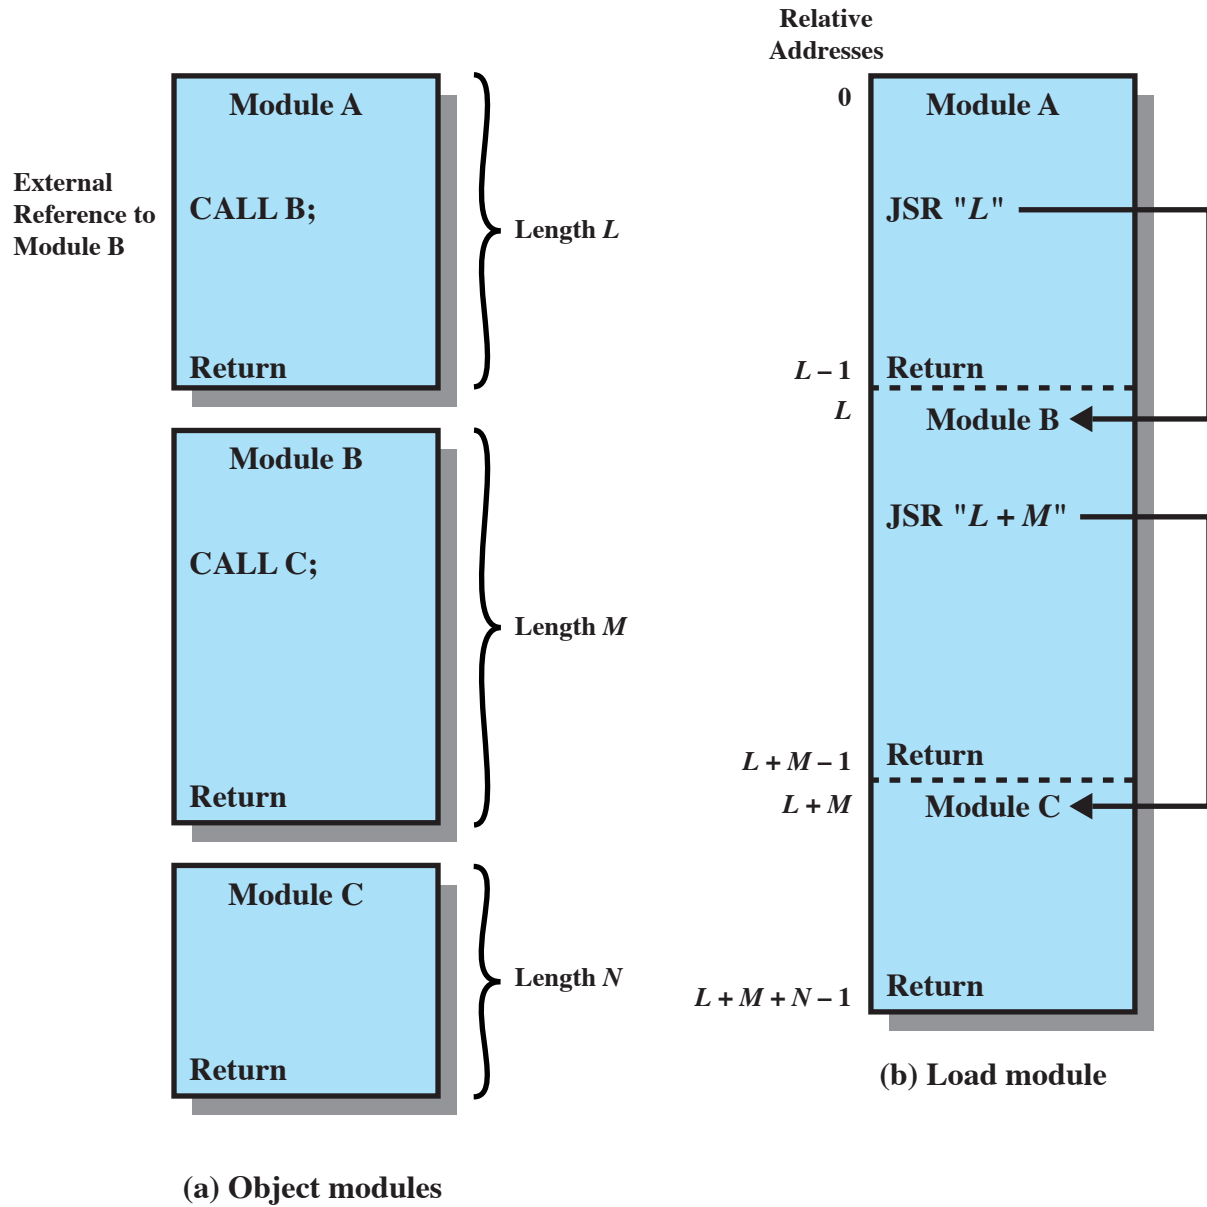 External
Reference to
Module B
Module A
CALL B;
Return
Length L
Module B
CALL C;
Return
Length M
Module C
Return
Length N
(a) Object modules
Relative
Addresses
0
Module A
JSR "L"
L – 1
Return
L
Module B
JSR "L + M"
L + M – 1
Return
L + M
Module C
L + M + N – 1
Return
(b) Load module